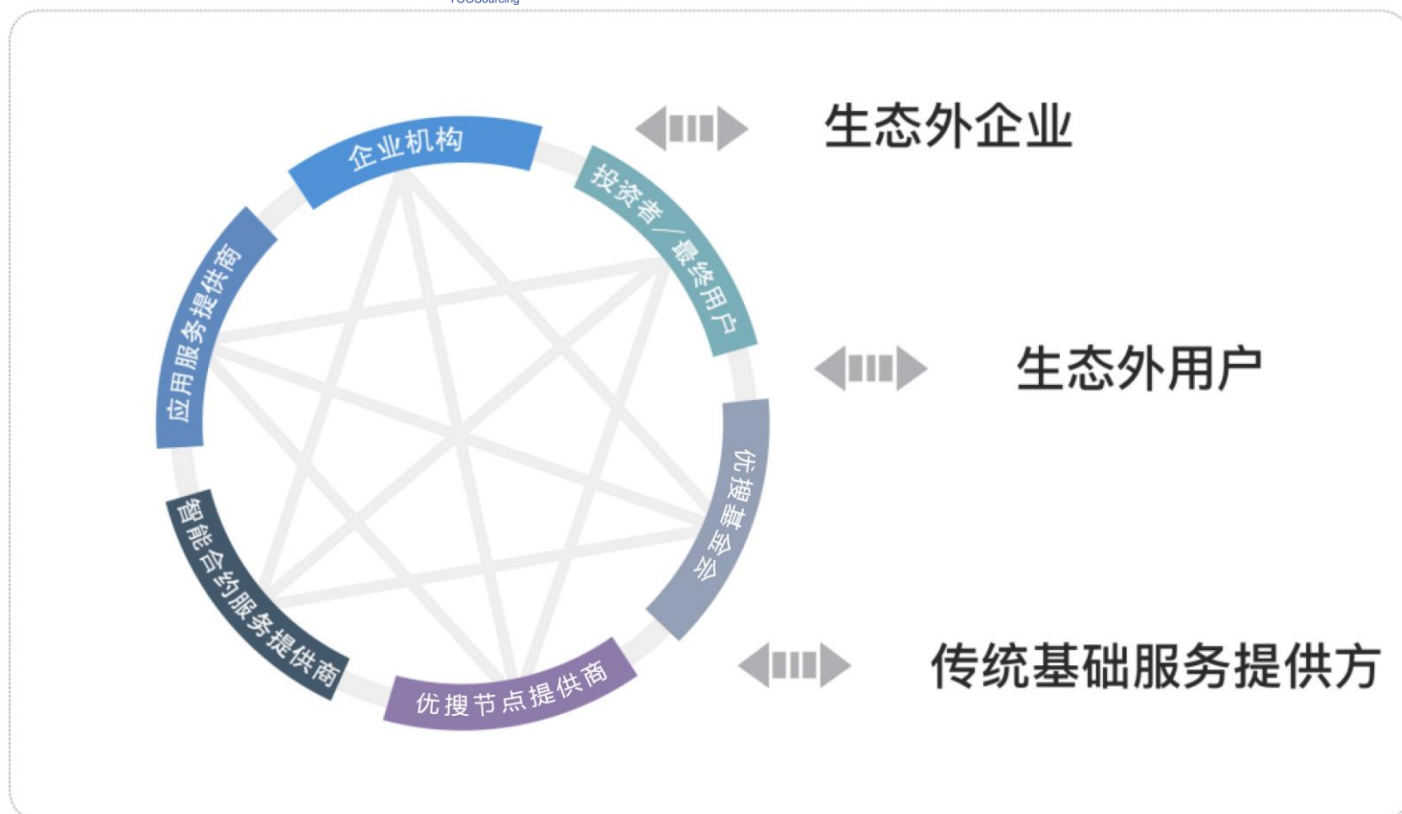 YOOSourcing
企业机构
投资者/最终用户
优搜基金会
优搜节点提供商
智能合约服务提供商
应用服务提供商
生态外企业
生态外用户
传统基础服务提供方